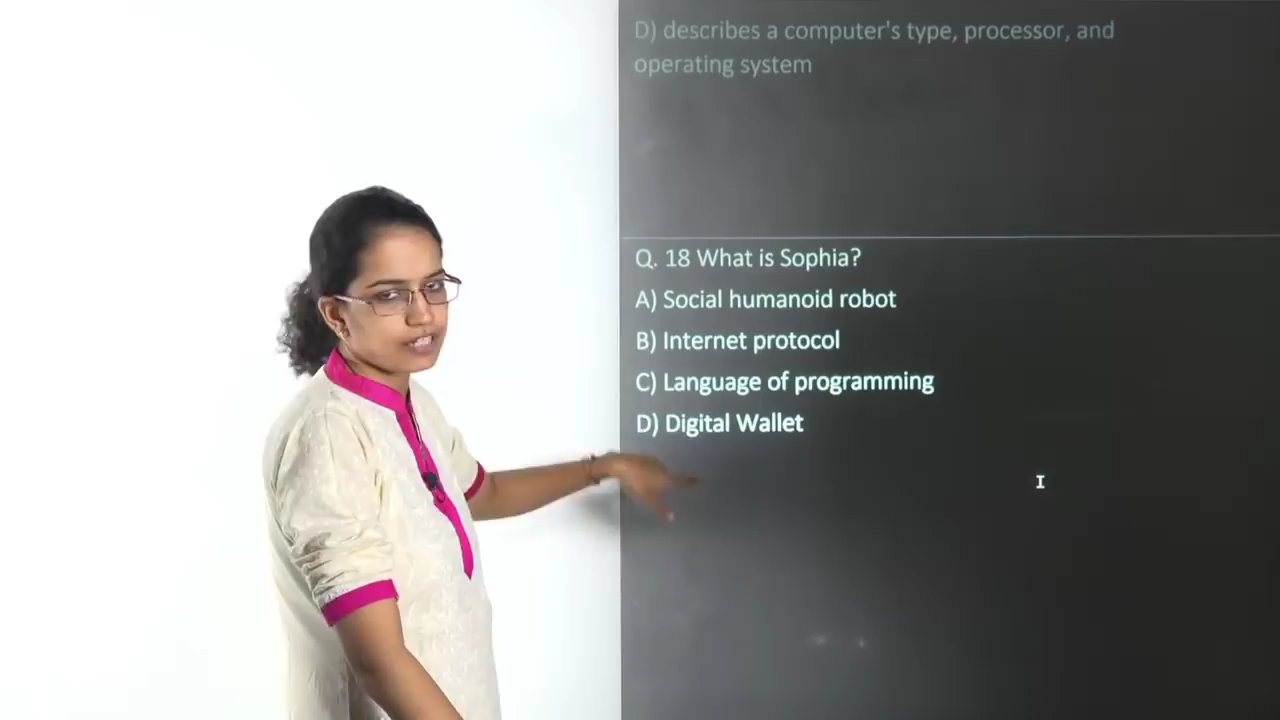 D) describes a computer's type, processor, and
operating system
Q. 18 What is Sophia?
A) Social humanoid robot
B) Internet protocol
C) Language of programming
D) Digital Wallet